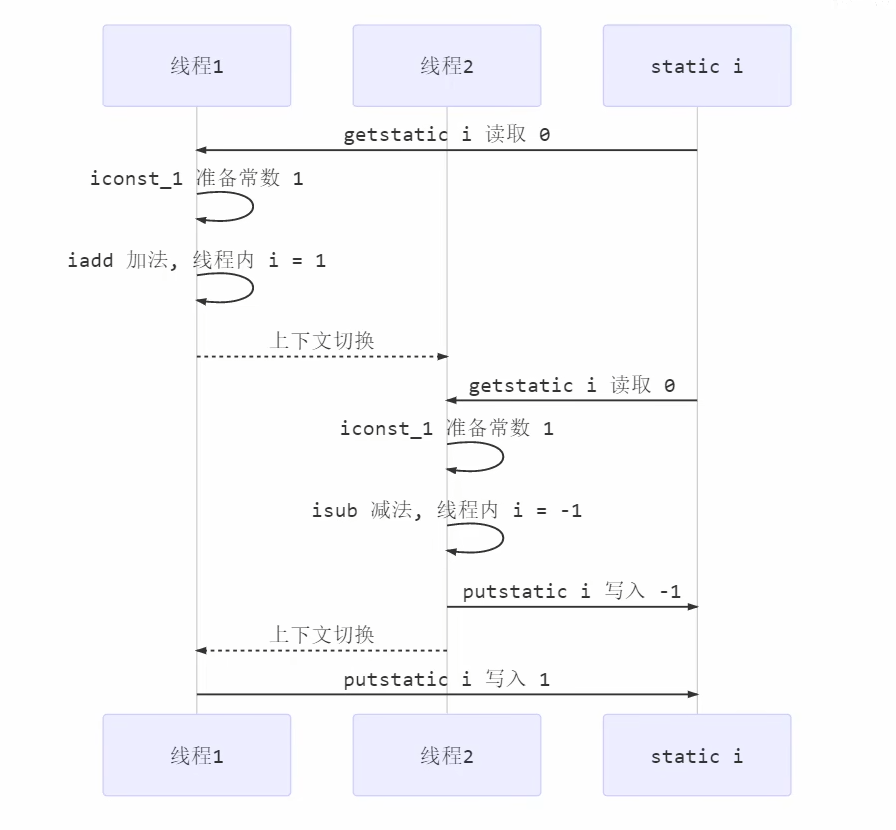 线程1 线程2 static i
getstatic i 读取 0
iconst_1 准备常数 1
iadd 加法, 线程内 i = 1
上下文切换
getstatic i 读取 0
iconst_1 准备常数 1
isub 减法, 线程内 i = -1
putstatic i 写入 -1
上下文切换
putstatic i 写入 1
线程1 线程2 static i